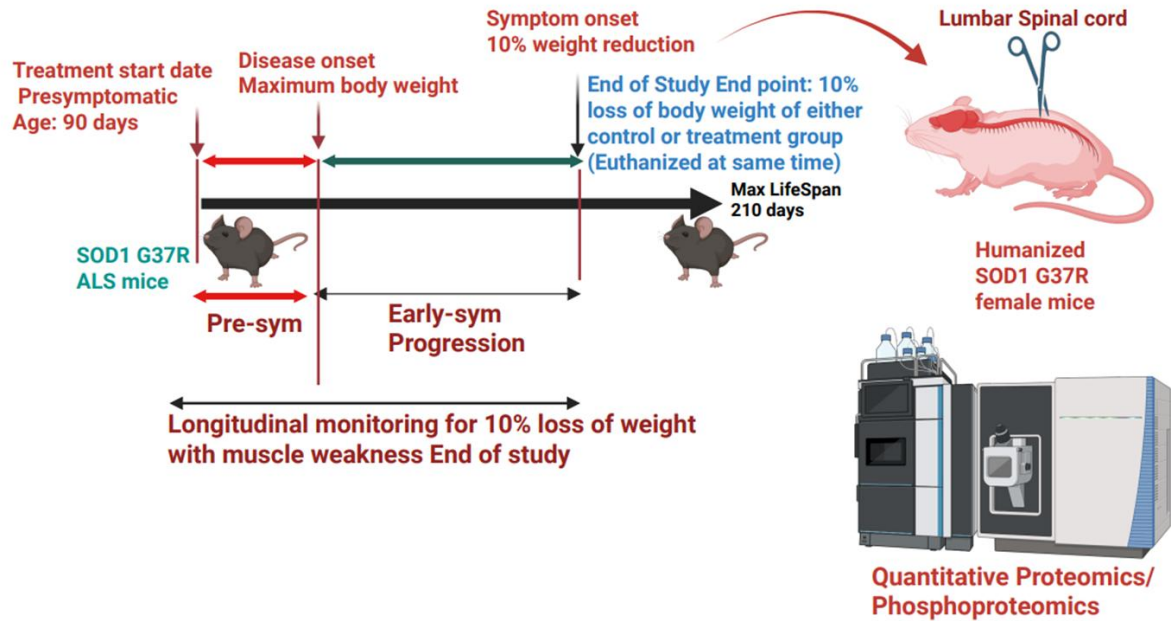 Treatment start date
Presymptomatic
Age: 90 days
Disease onset
Maximum body weight
Symptom onset
10% weight reduction
End of Study End point: 10%
loss of body weight of either
control or treatment group
(Euthanized at same time)
Max LifeSpan
210 days
SOD1 G37R
ALS mice
Pre-sym
Early-sym
Progression
Longitudinal monitoring for 10% loss of weight
with muscle weakness End of study
Lumbar Spinal cord
Humanized
SOD1 G37R
female mice
Quantitative Proteomics/
Phosphoproteomics